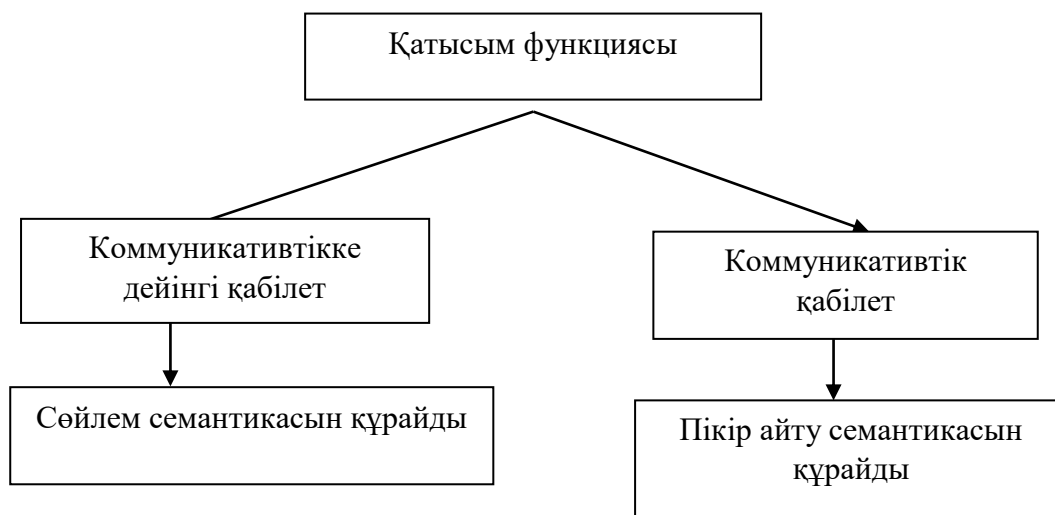 Қатысым функциясы
Коммуникативтікке
дейінгі қабілет
Коммуникативтік
қабілет
Сөйлем семантикасын құрайды
Пікір айту семантикасын
құрайды